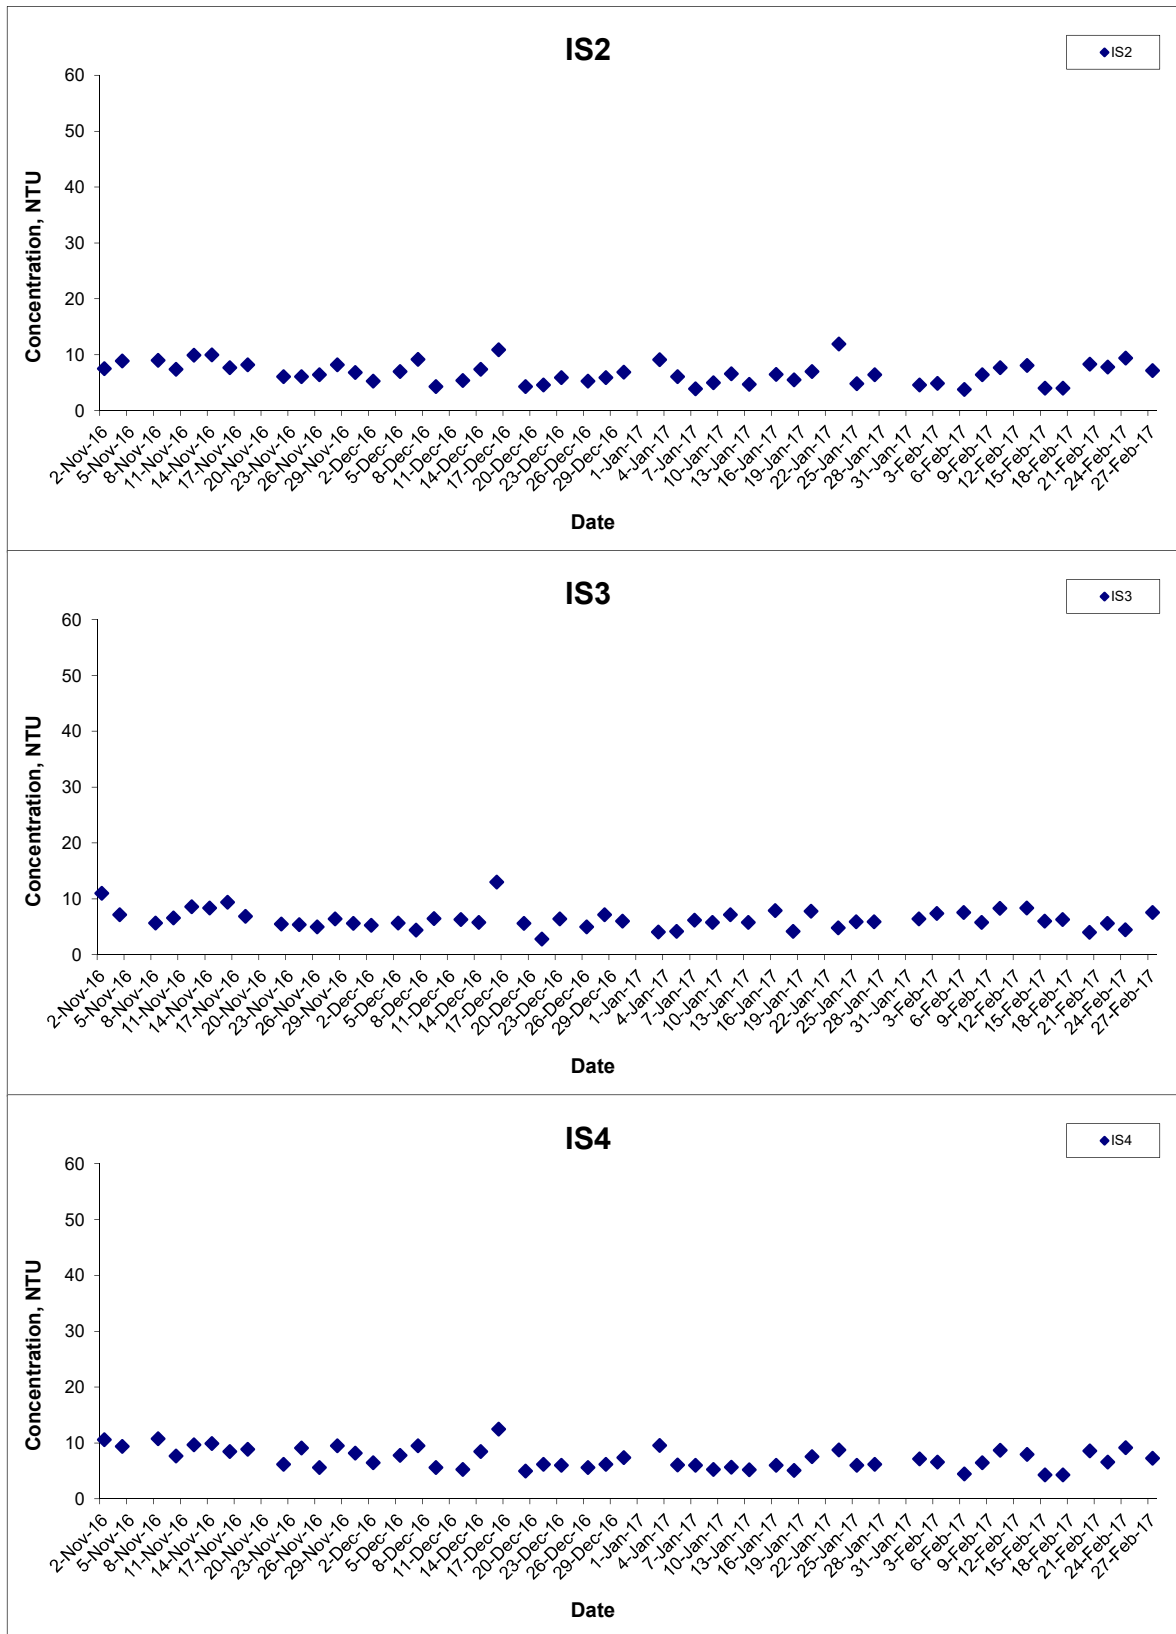 IS2
IS2
60
50
40
30
20
10
0
Concentration, NTU
2-Nov-16
5-Nov-16
8-Nov-16
11-Nov-16
14-Nov-16
17-Nov-16
20-Nov-16
23-Nov-16
26-Nov-16
29-Nov-16
2-Dec-16
5-Dec-16
8-Dec-16
11-Dec-16
14-Dec-16
17-Dec-16
20-Dec-16
23-Dec-16
26-Dec-16
29-Dec-16
1-Jan-17
4-Jan-17
7-Jan-17
10-Jan-17
13-Jan-17
16-Jan-17
19-Jan-17
22-Jan-17
25-Jan-17
28-Jan-17
31-Jan-17
3-Feb-17
6-Feb-17
9-Feb-17
12-Feb-17
15-Feb-17
18-Feb-17
21-Feb-17
24-Feb-17
27-Feb-17
Date
IS3
IS3
60
50
40
30
20
10
0
Concentration, NTU
2-Nov-16
5-Nov-16
8-Nov-16
11-Nov-16
14-Nov-16
17-Nov-16
20-Nov-16
23-Nov-16
26-Nov-16
29-Nov-16
2-Dec-16
5-Dec-16
8-Dec-16
11-Dec-16
14-Dec-16
17-Dec-16
20-Dec-16
23-Dec-16
26-Dec-16
29-Dec-16
1-Jan-17
4-Jan-17
7-Jan-17
10-Jan-17
13-Jan-17
16-Jan-17
19-Jan-17
22-Jan-17
25-Jan-17
28-Jan-17
31-Jan-17
3-Feb-17
6-Feb-17
9-Feb-17
12-Feb-17
15-Feb-17
18-Feb-17
21-Feb-17
24-Feb-17
27-Feb-17
Date
IS4
IS4
60
50
40
30
20
10
0
Concentration, NTU
2-Nov-16
5-Nov-16
8-Nov-16
11-Nov-16
14-Nov-16
17-Nov-16
20-Nov-16
23-Nov-16
26-Nov-16
29-Nov-16
2-Dec-16
5-Dec-16
8-Dec-16
11-Dec-16
14-Dec-16
17-Dec-16
20-Dec-16
23-Dec-16
26-Dec-16
29-Dec-16
1-Jan-17
4-Jan-17
7-Jan-17
10-Jan-17
13-Jan-17
16-Jan-17
19-Jan-17
22-Jan-17
25-Jan-17
28-Jan-17
31-Jan-17
3-Feb-17
6-Feb-17
9-Feb-17
12-Feb-17
15-Feb-17
18-Feb-17
21-Feb-17
24-Feb-17
27-Feb-17
Date